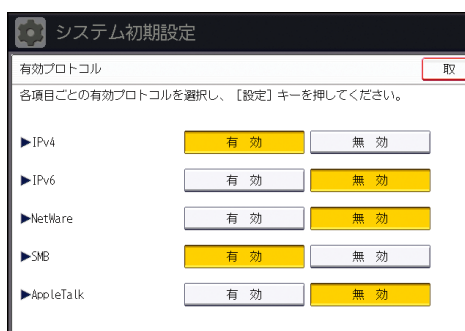 システム初期設定
有効プロトコル 取
各項目ごとの有効プロトコルを選択し、［設定］キーを押してください。
▶IPv4 有 効 無 効
▶IPv6 有 効 無 効
▶NetWare 有 効 無 効
▶SMB 有 効 無 効
▶AppleTalk 有 効 無 効